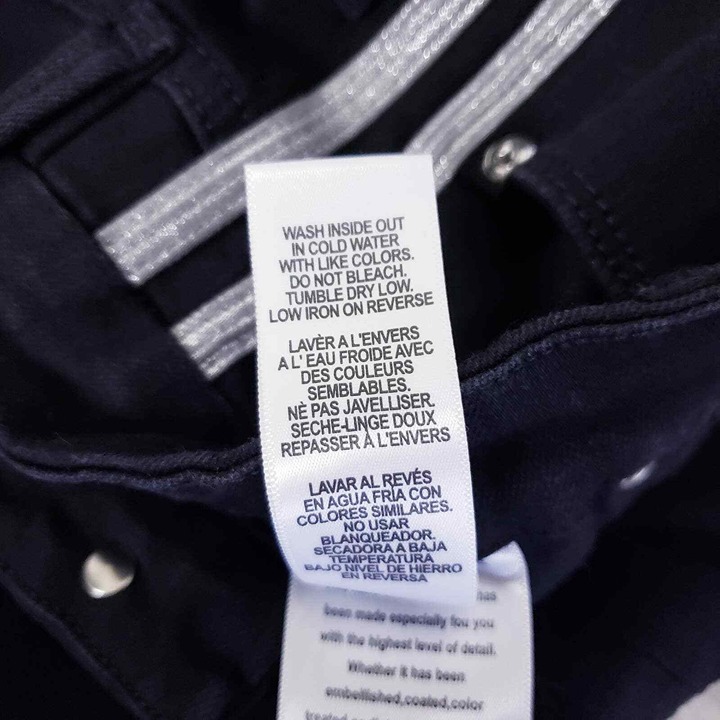 WASH INSIDE OUT
IN COLD WATER
WITH LIKE COLORS.
DO NOT BLEACH.
TUMBLE DRY LOW.
LOW IRON ON REVERSE
LAVÈR A L'ENVERS
A L' EAU FROIDE AVEC
DES COULEURS
SEMBLABLES.
NÈ PAS JAVELLISER.
SECHE-LINGE DOUX
REPASSER À L'ENVERS
LAVAR AL REVÉS
EN AGUA FRÍA CON
COLORES SIMILARES.
NO USAR
BLANQUEADOR.
SECADORA A BAJA
TEMPERATURA
BAJO NIVEL DE HIERRO
EN REVERSA
has
been made especially fou you
with the highest level of detail.
Whether it has been
embellished,coated,color
treated